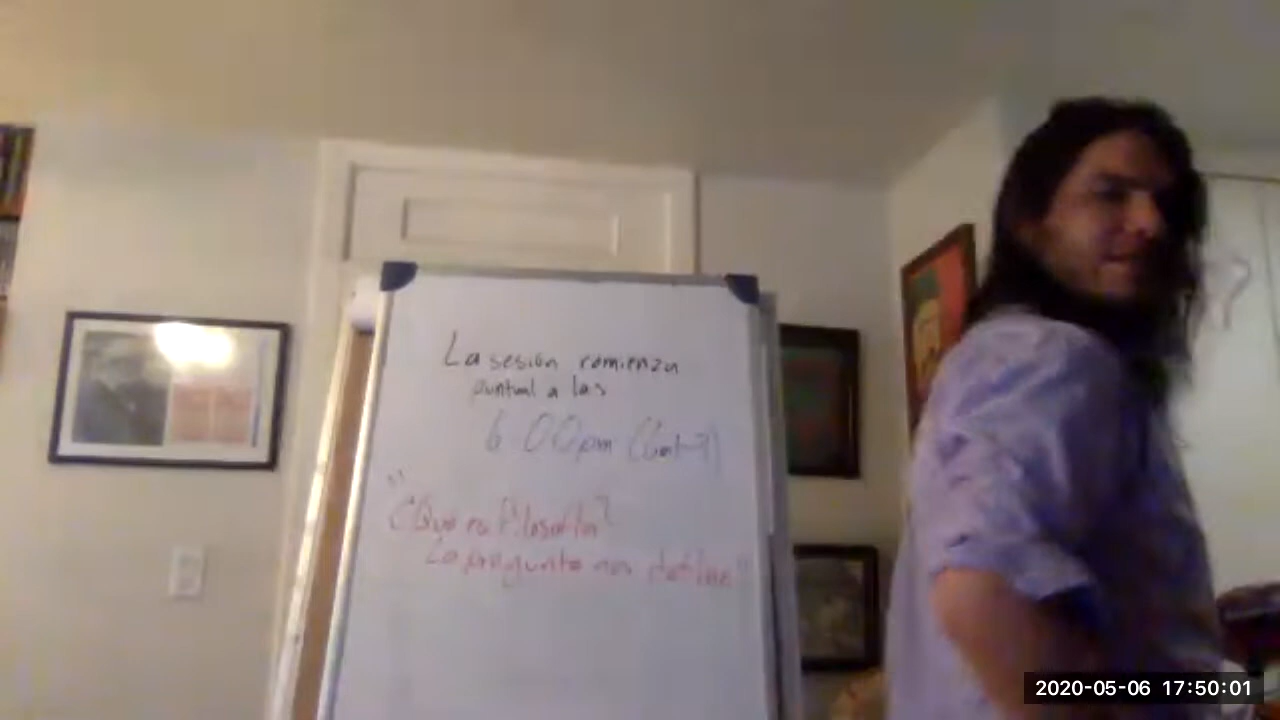 La sesión comienza
puntual a las
6:00pm
"¿Qué es Filosofía?
La pregunta nos define"
2020-05-06 17:50:01